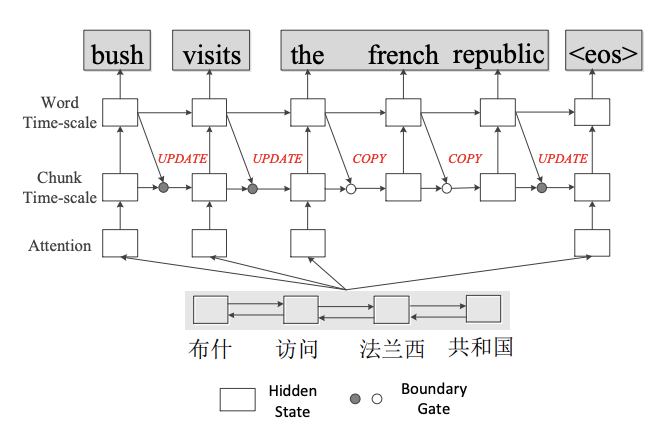 bush visits the french republic <eos>
Word
Time-scale
UPDATE UPDATE COPY COPY UPDATE
Chunk
Time-scale
Attention
布什 访问 法兰西 共和国
Hidden
State
Boundary
Gate